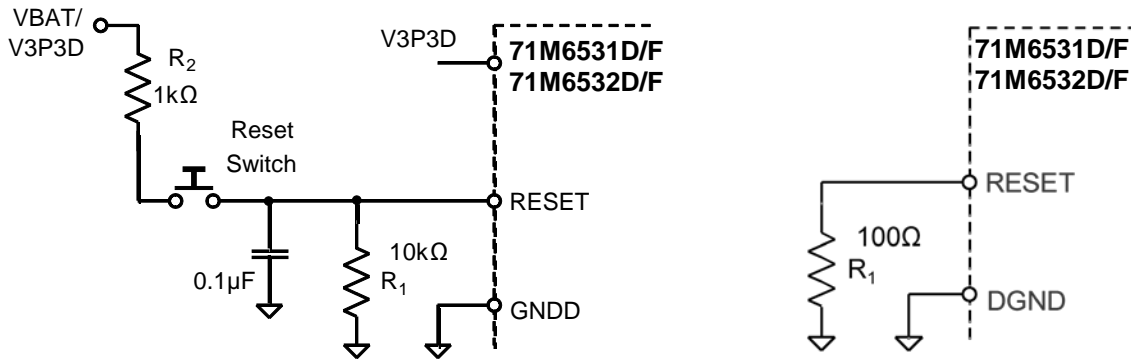 VBAT/
V3P3D
R2
1kΩ
Reset
Switch
0.1µF
10kΩ
R1
V3P3D
71M6531D/F
71M6532D/F
RESET
GNDD
71M6531D/F
71M6532D/F
RESET
100Ω
R1
DGND